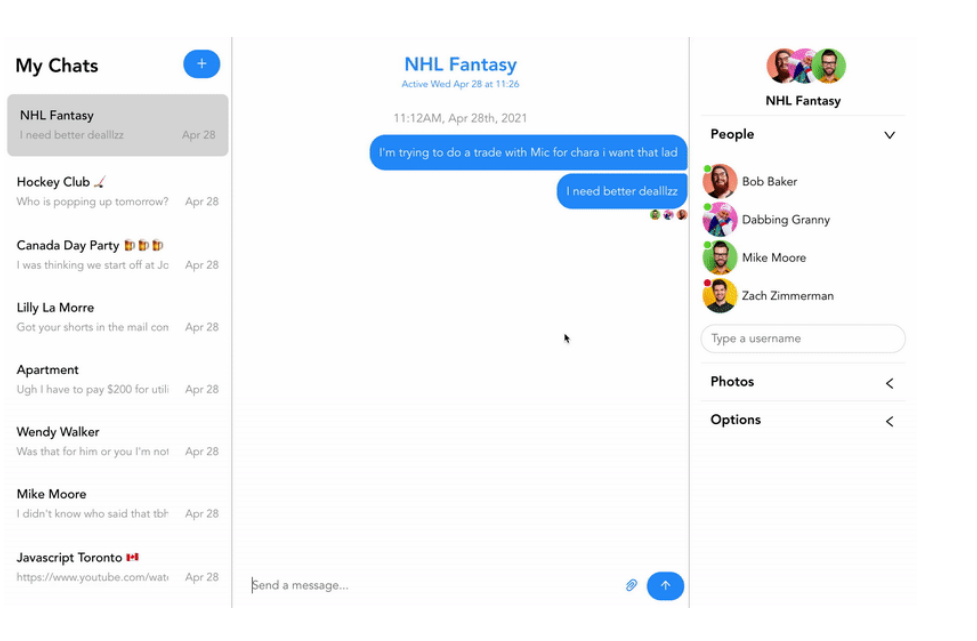 My Chats
+
NHL Fantasy
I need better dealllzz Apr 28
Hockey Club 🏒
Who is popping up tomorrow? Apr 28
Canada Day Party 🍻🍻🍻
I was thinking we start off at Jo Apr 28
Lilly La Morre
Got your shorts in the mail con Apr 28
Apartment
Ugh I have to pay $200 for utili Apr 28
Wendy Walker
Was that for him or you I'm not Apr 28
Mike Moore
I didn't know who said that tbh Apr 28
Javascript Toronto 🇨🇦
https://www.youtube.com/wat Apr 28
NHL Fantasy
Active Wed Apr 28 at 11:26
11:12AM, Apr 28th, 2021
I'm trying to do a trade with Mic for chara i want that lad
I need better dealllzz
Send a message...
NHL Fantasy
People
Bob Baker
Dabbing Granny
Mike Moore
Zach Zimmerman
Type a username
Photos
Options